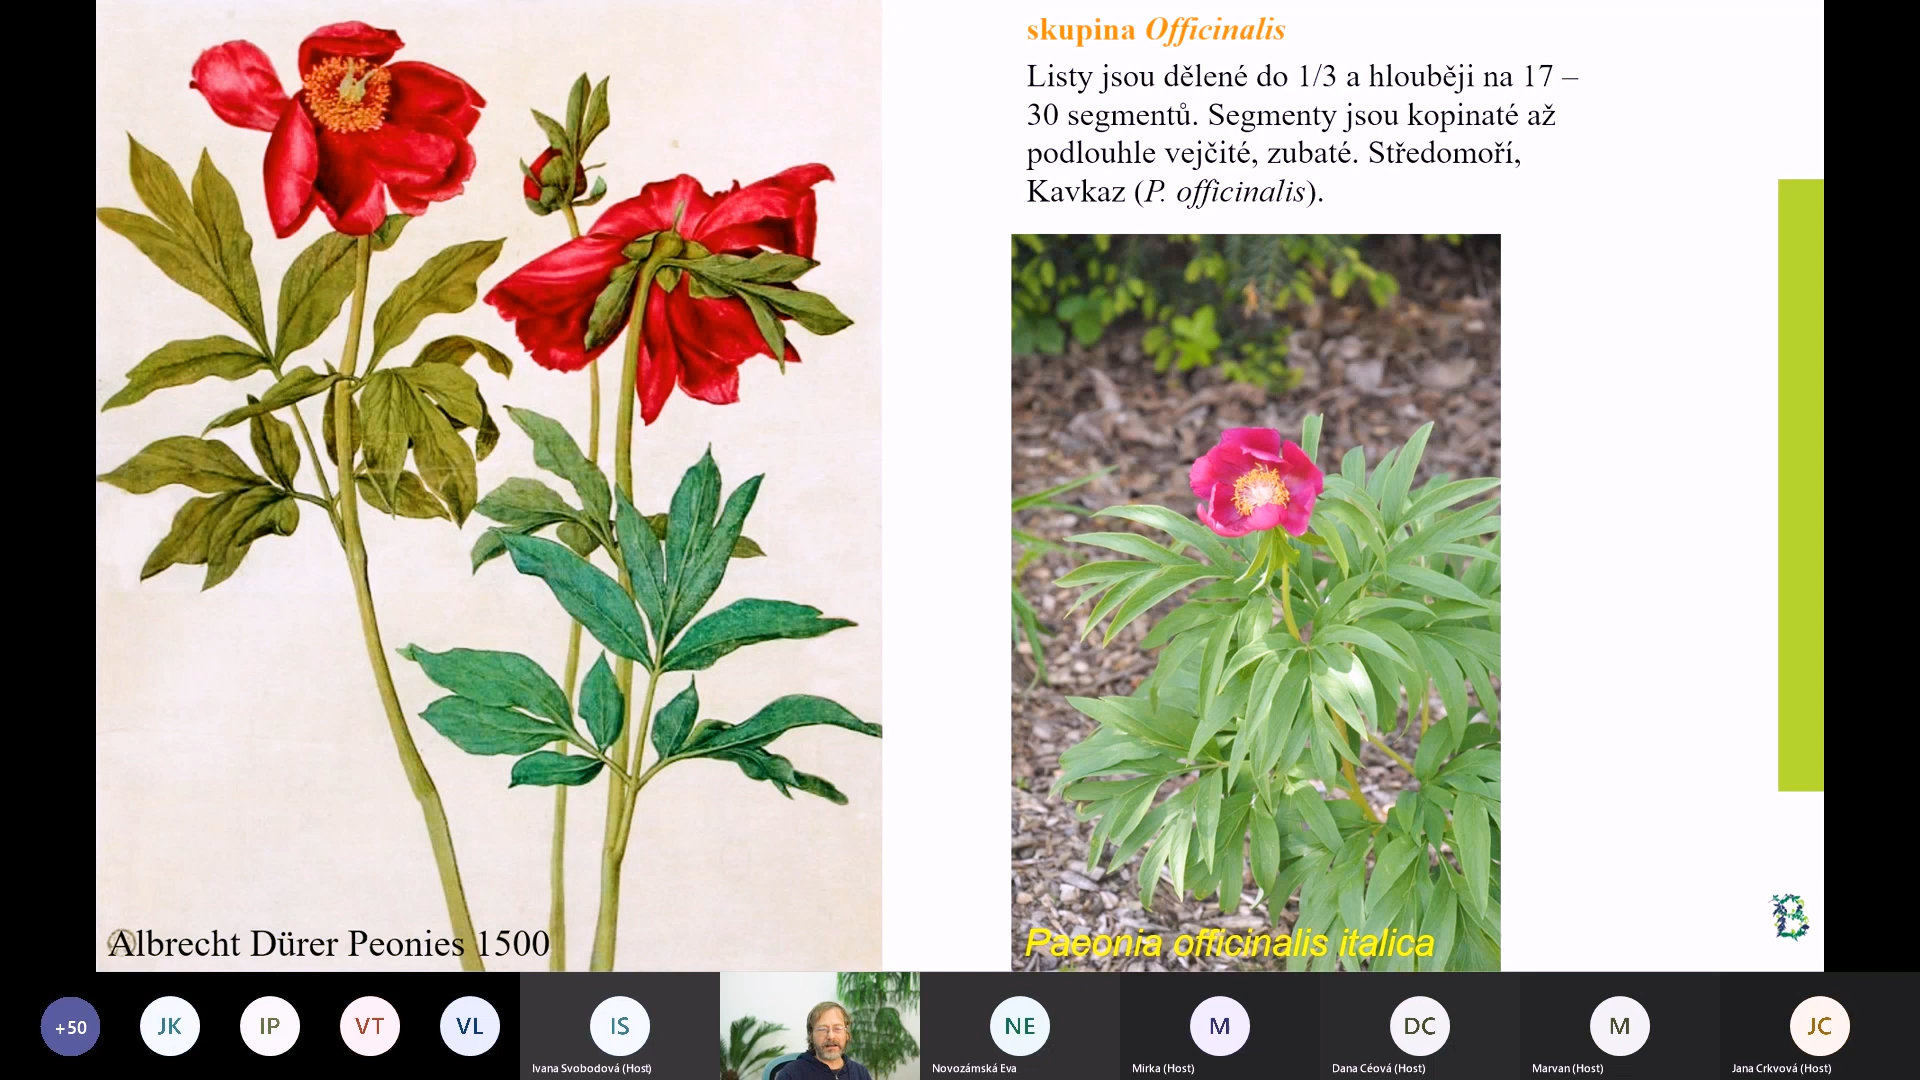 skupina Officinalis
Listy jsou dělené do 1/3 a hlouběji na 17 –
30 segmentů. Segmenty jsou kopinaté až
podlouhle vejčité, zubaté. Středomoří,
Kavkaz (P. officinalis).
Albrecht Dürer Peonies 1500
Paeonia officinalis italica
B
+50
JK
IP
VT
VL
IS
NE
M
DC
M
JC
Ivana Svobodová (Host)
Novozámská Eva
Mirka (Host)
Dana Céová (Host)
Marvan (Host)
Jana Crkvová (Host)